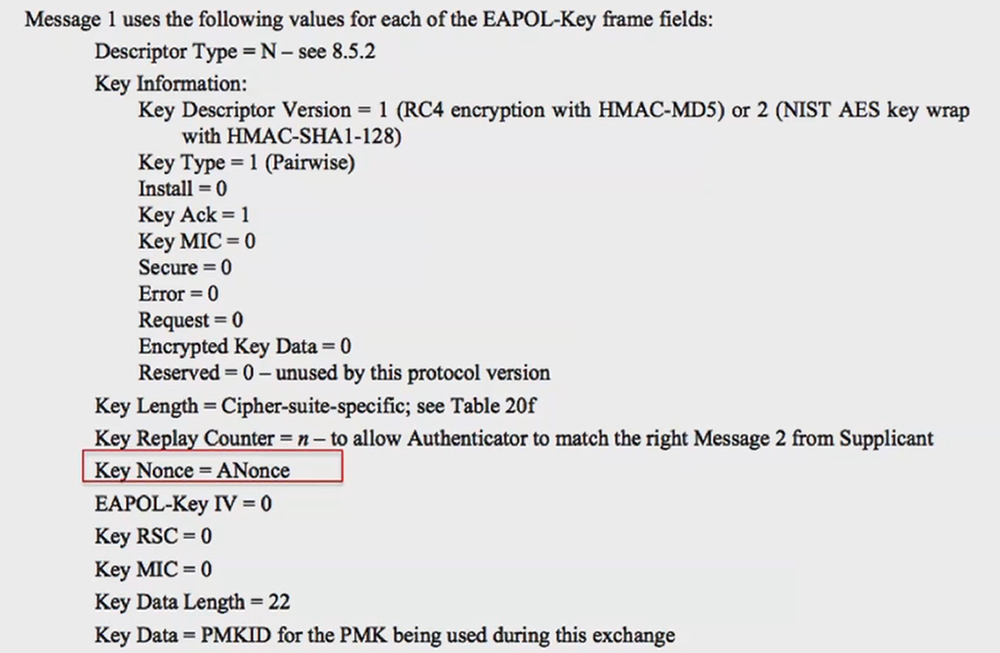 Message 1 uses the following values for each of the EAPOL-Key frame fields:
Descriptor Type = N – see 8.5.2
Key Information:
Key Descriptor Version = 1 (RC4 encryption with HMAC-MD5) or 2 (NIST AES key wrap
with HMAC-SHA1-128)
Key Type = 1 (Pairwise)
Install = 0
Key Ack = 1
Key MIC = 0
Secure = 0
Error = 0
Request = 0
Encrypted Key Data = 0
Reserved = 0 – unused by this protocol version
Key Length = Cipher-suite-specific; see Table 20f
Key Replay Counter = n – to allow Authenticator to match the right Message 2 from Supplicant
Key Nonce = ANonce
EAPOL-Key IV = 0
Key RSC = 0
Key MIC = 0
Key Data Length = 22
Key Data = PMKID for the PMK being used during this exchange